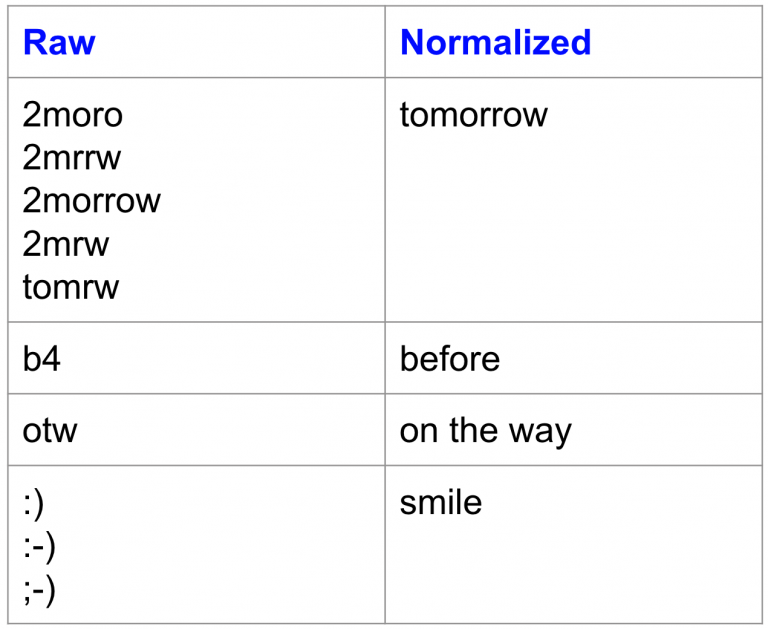 Raw Normalized
2moro tomorrow
2mrrw
2morrow
2mrw
tomrw
b4 before
otw on the way
:) smile
:-)
;-)